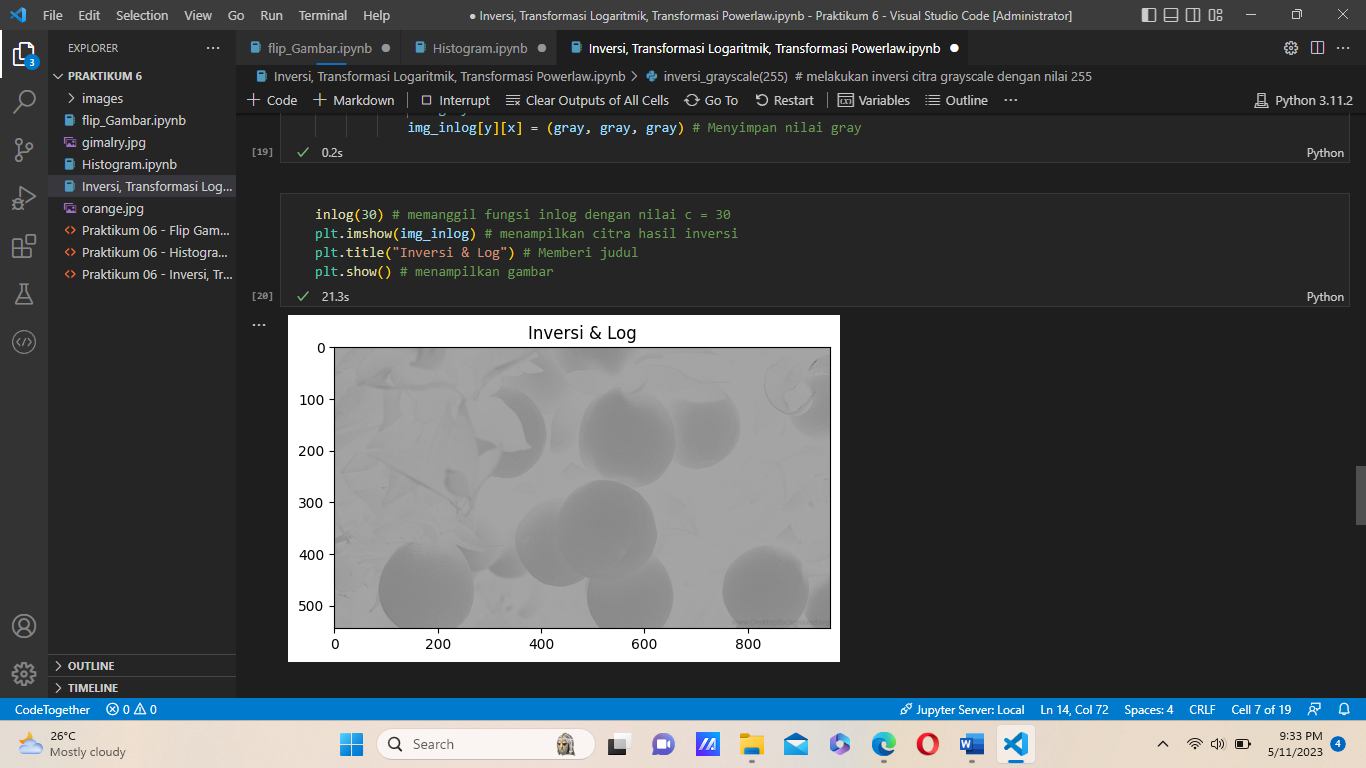 File Edit Selection View Go Run Terminal Help
● Inversi, Transformasi Logaritmik, Transformasi Powerlaw.ipynb - Praktikum 6 - Visual Studio Code [Administrator]
EXPLORER
3
PRAKTIKUM 6
images
flip_Gambar.ipynb
gimalry.jpg
Histogram.ipynb
Inversi, Transformasi Log...
orange.jpg
Praktikum 06 - Flip Gam...
Praktikum 06 - Histogra...
Praktikum 06 - Inversi, Tr...
OUTLINE
TIMELINE
flip_Gambar.ipynb
Histogram.ipynb
Inversi, Transformasi Logaritmik, Transformasi Powerlaw.ipynb
Inversi, Transformasi Logaritmik, Transformasi Powerlaw.ipynb > inversi_grayscale(255) # melakukan inversi citra grayscale dengan nilai 255
+ Code + Markdown Interrupt Clear Outputs of All Cells Go To Restart Variables Outline ... Python 3.11.2
img_inlog[y][x] = (gray, gray, gray) # Menyimpan nilai gray
[19] ✓ 0.2s Python
inlog(30) # memanggil fungsi inlog dengan nilai c = 30
plt.imshow(img_inlog) # menampilkan citra hasil inversi
plt.title("Inversi & Log") # Memberi judul
plt.show() # menampilkan gambar
[20] ✓ 21.3s Python
Inversi & Log
0
100
200
300
400
500
0 200 400 600 800
CodeTogether 0 0 Jupyter Server: Local Ln 14, Col 72 Spaces: 4 CRLF Cell 7 of 19
26°C
Mostly cloudy
Search
9:33 PM
5/11/2023
4